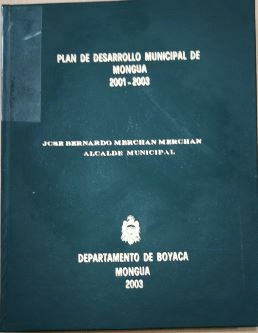 PLAN DE DESARROLLO MUNICIPAL DE
MONGUA
2001-2003
JOSE BERNARDO MERCHAN MERCHAN
ALCALDE MUNICIPAL
DEPARTAMENTO DE BOYACA
MONGUA
2003